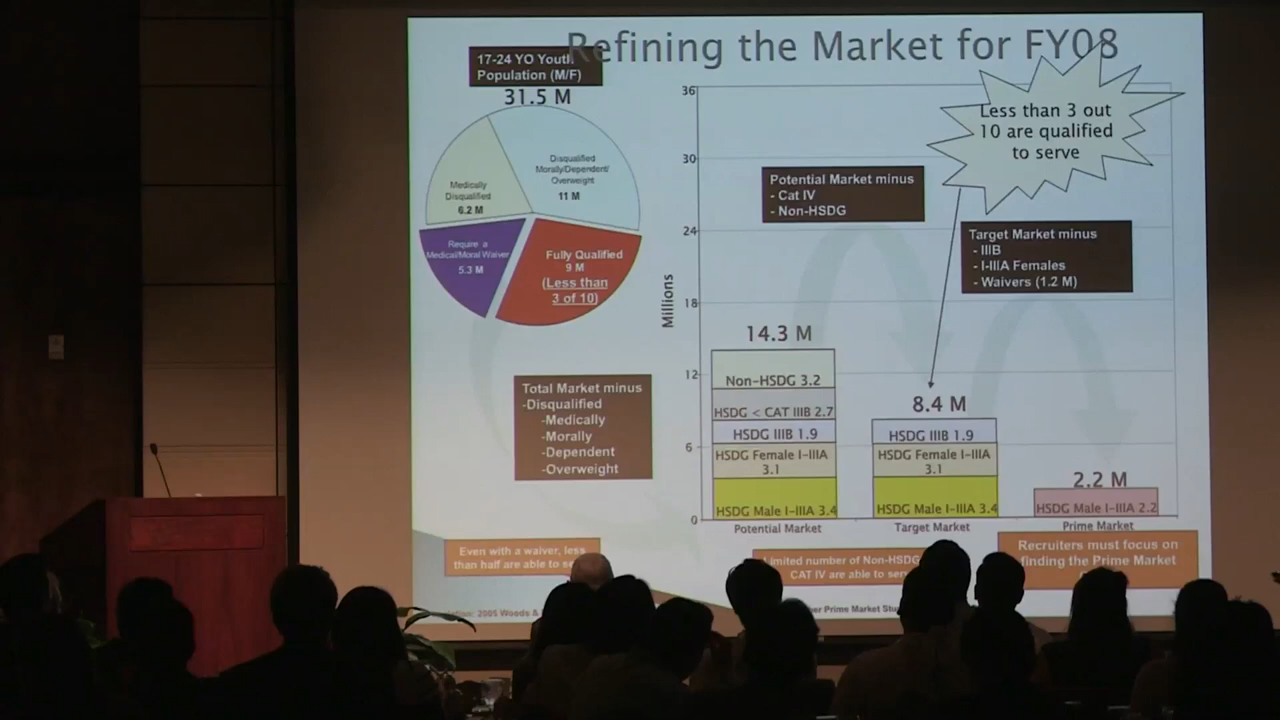 Refining the Market for FY08
17-24 YO Youth
Population (M/F)
31.5 M
Disqualified
Morally/Dependent/
Overweight
11 M
Medically
Disqualified
6.2 M
Require a
Medical/Moral Waiver
5.3 M
Fully Qualified
9 M
(Less than
3 of 10)
Total Market minus
-Disqualified
-Medically
-Morally
-Dependent
-Overweight
Even with a waiver, less
than half are able to
2005 Woods &
Less than 3 out
10 are qualified
to serve
Potential Market minus
- Cat IV
- Non-HSDG
Target Market minus
- IIIB
- I-IIIA Females
- Waivers (1.2 M)
Millions
36
30
24
18
12
6
0
14.3 M
Non-HSDG 3.2
HSDG < CAT IIIB 2.7
HSDG IIIB 1.9
HSDG Female I-IIIA
3.1
HSDG Male I-IIIA 3.4
Potential Market
8.4 M
HSDG IIIB 1.9
HSDG Female I-IIIA
3.1
HSDG Male I-IIIA 3.4
Target Market
2.2 M
HSDG Male I-IIIA 2.2
Prime Market
Limited number of Non-HSDG
CAT IV are able to
Recruiters must focus on
finding the Prime Market
Prime Market